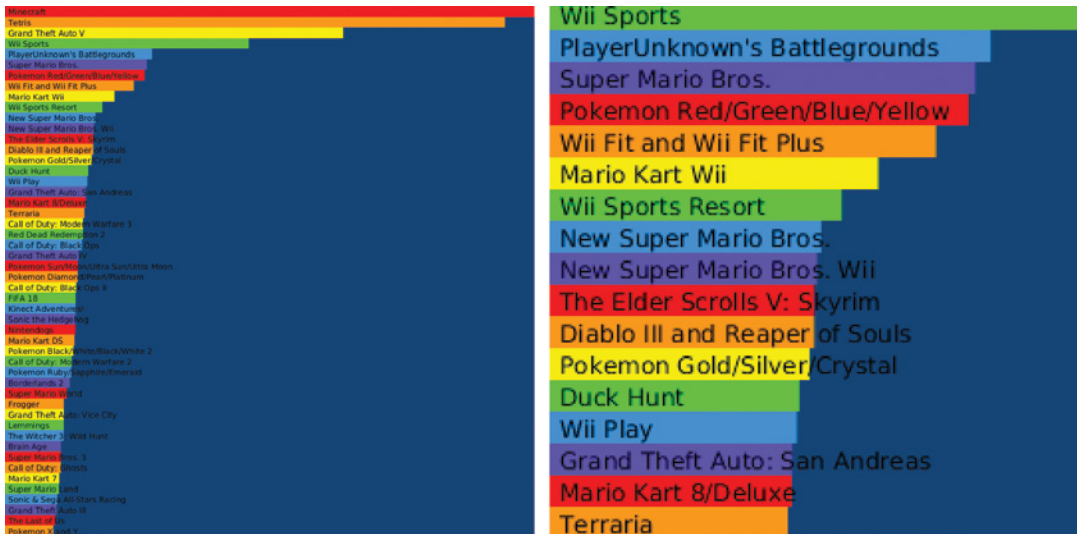 Minecraft
Tetris
Grand Theft Auto V
Wii Sports
PlayerUnknown's Battlegrounds
Super Mario Bros.
Pokemon Red/Green/Blue/Yellow
Wii Fit and Wii Fit Plus
Mario Kart Wii
Wii Sports Resort
New Super Mario Bros.
New Super Mario Bros. Wii
The Elder Scrolls V: Skyrim
Diablo III and Reaper of Souls
Pokemon Gold/Silver/Crystal
Duck Hunt
Wii Play
Grand Theft Auto: San Andreas
Mario Kart 8/Deluxe
Terraria
Call of Duty: Modern Warfare 3
Red Dead Redemption 2
Call of Duty: Black Ops
Grand Theft Auto IV
Pokemon Sun/Moon/Ultra Sun/Ultra Moon
Pokemon Diamond/Pearl/Platinum
Call of Duty: Black Ops II
FIFA 18
Kinect Adventures!
Sonic the Hedgehog
Nintendogs
Mario Kart DS
Pokemon Black/White/Black/White 2
Call of Duty: Modern Warfare 2
Pokemon Ruby/Sapphire/Emerald
Borderlands 2
Super Mario World
Frogger
Grand Theft Auto: Vice City
Lemmings
The Witcher 3: Wild Hunt
Brain Age
Super Mario Bros. 3
Call of Duty: Ghosts
Mario Kart 7
Super Mario Land
Sonic & Sega All-Stars Racing
Grand Theft Auto III
The Last of Us
Pokemon X and Y
Wii Sports
PlayerUnknown's Battlegrounds
Super Mario Bros.
Pokemon Red/Green/Blue/Yellow
Wii Fit and Wii Fit Plus
Mario Kart Wii
Wii Sports Resort
New Super Mario Bros.
New Super Mario Bros. Wii
The Elder Scrolls V: Skyrim
Diablo III and Reaper of Souls
Pokemon Gold/Silver/Crystal
Duck Hunt
Wii Play
Grand Theft Auto: San Andreas
Mario Kart 8/Deluxe
Terraria